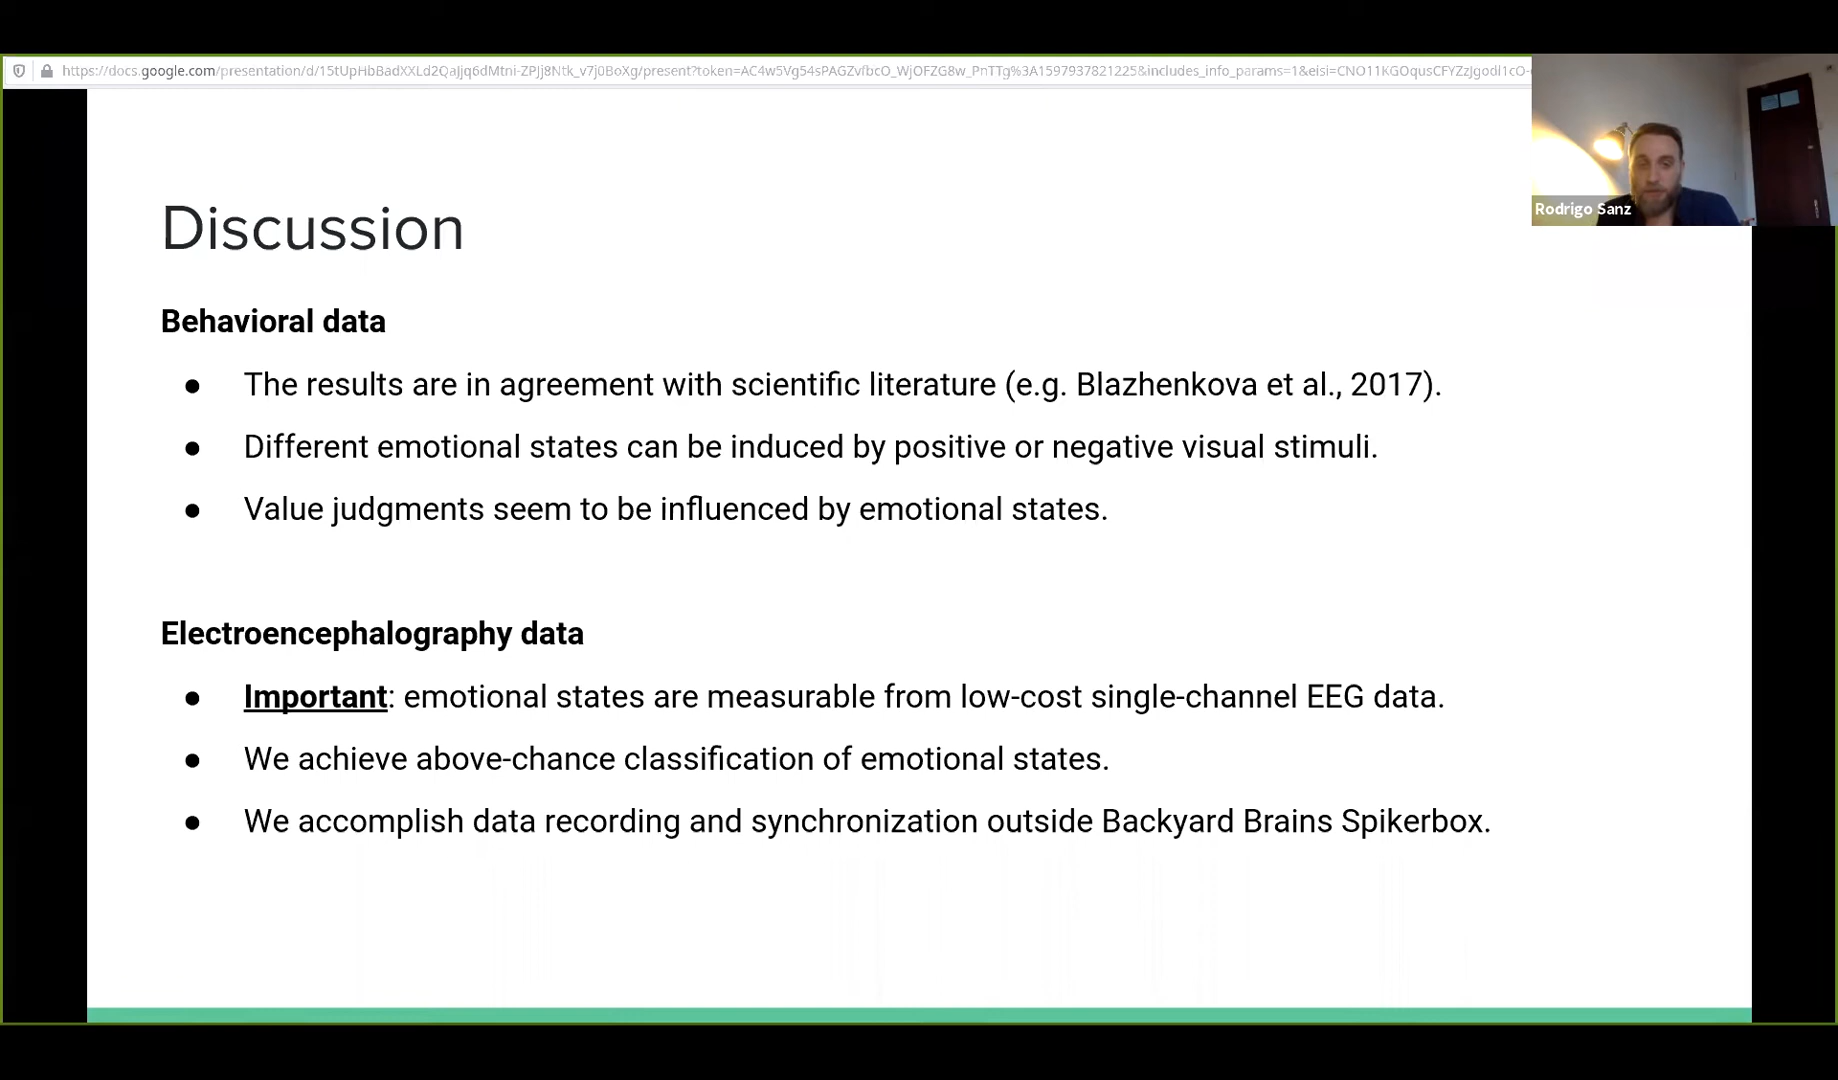 https://docs.google.com/presentation/d/15tUpHbBadXXLd2QaJjq6dMtni-ZPJj8Ntk_v7j0BoXg/present?token=AC4w5Vg54sPAGZvfbcO_WjOFZG8w_PnTTg%3A1597937821225&includes_info_params=1&eisi=CNO11KGOqusCFYZzJgodl1cO-
Rodrigo Sanz
Discussion
Behavioral data
● The results are in agreement with scientific literature (e.g. Blazhenkova et al., 2017).
● Different emotional states can be induced by positive or negative visual stimuli.
● Value judgments seem to be influenced by emotional states.
Electroencephalography data
● Important: emotional states are measurable from low-cost single-channel EEG data.
● We achieve above-chance classification of emotional states.
● We accomplish data recording and synchronization outside Backyard Brains Spikerbox.